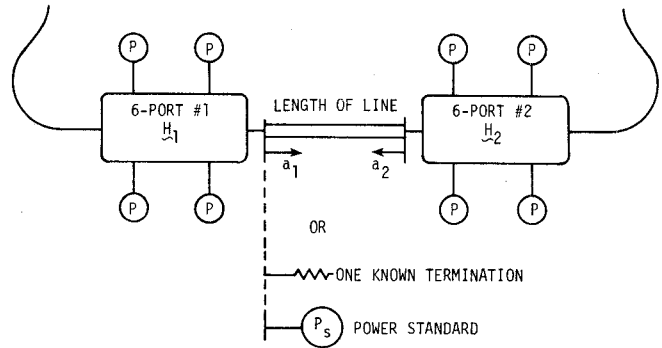 P
P
P
P
6-PORT #1
H1
LENGTH OF LINE
6-PORT #2
H2
a1
a2
P
P
P
P
OR
ONE KNOWN TERMINATION
Ps
POWER STANDARD